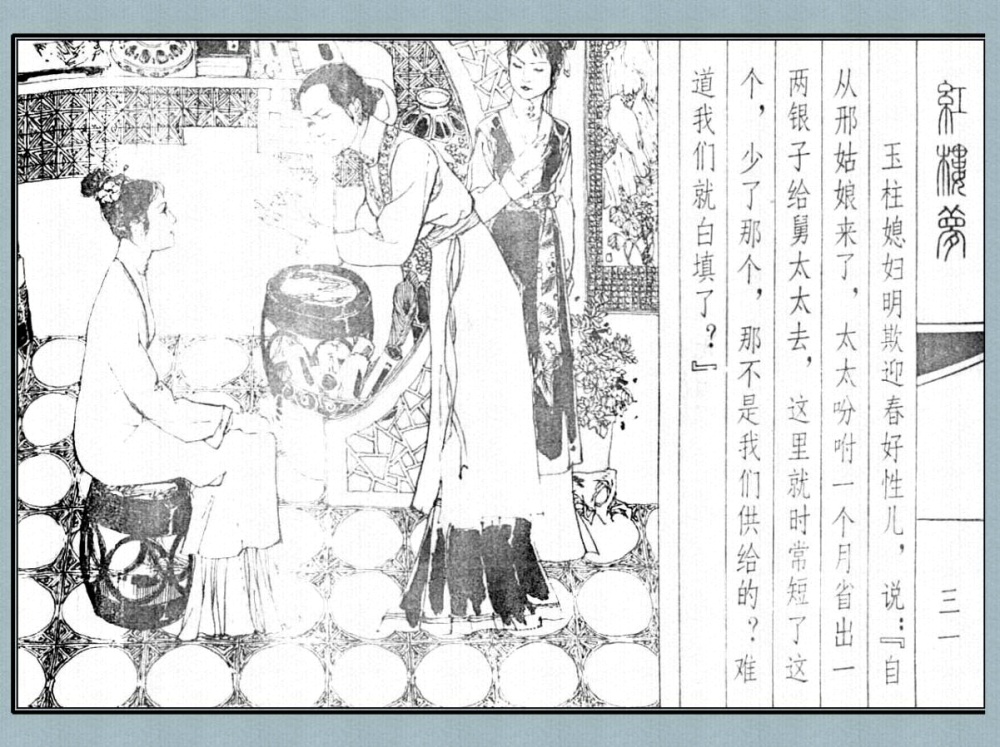 红楼梦
三一
玉柱媳妇明欺迎春好性儿，说：『自
从邢姑娘来了，太太吩咐一个月省出一
两银子给舅太太去，这里就时常短了这
个，少了那个，那不是我们供给的？难
道我们就白填了？』